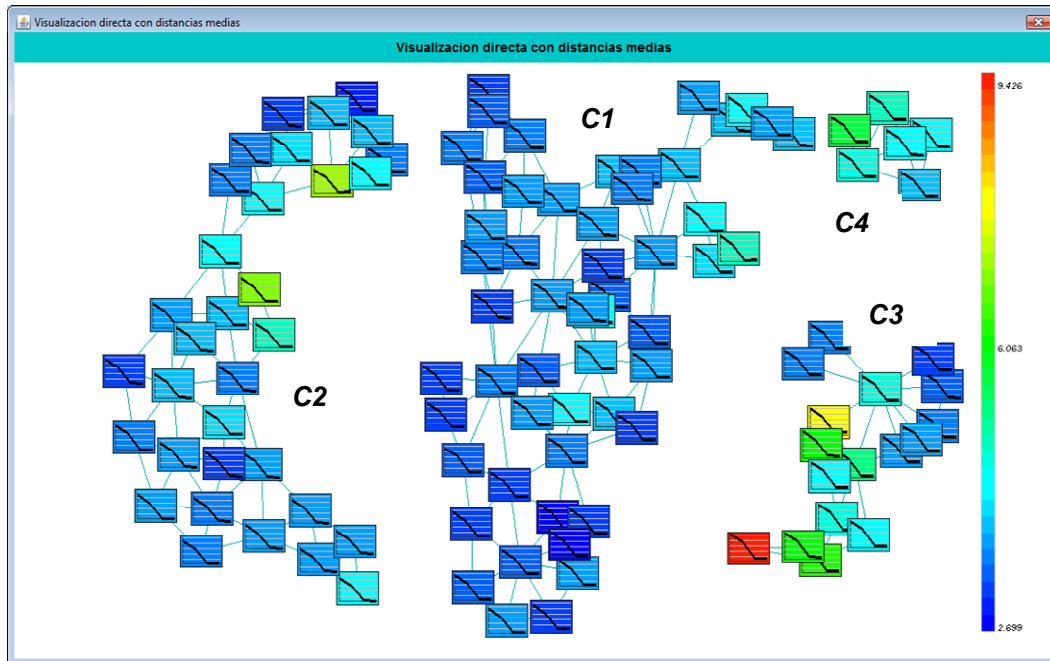 Visualizacion directa con distancias medias
Visualizacion directa con distancias medias
C1
9.426
C4
C3
6.063
C2
2.699